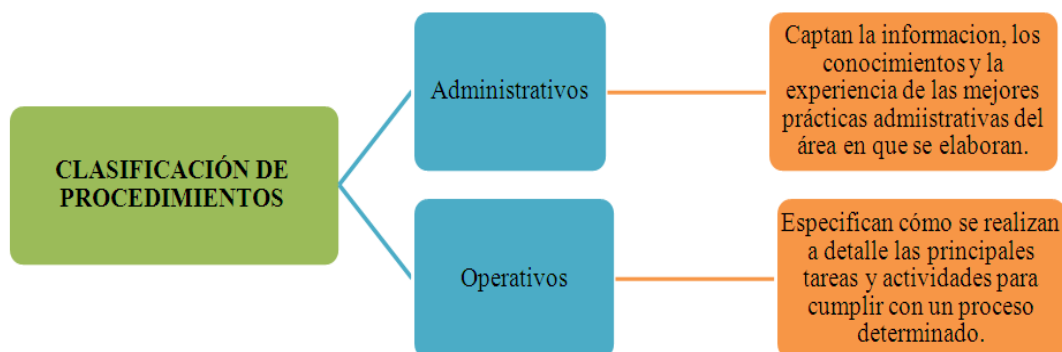 CLASIFICACIÓN DE
PROCEDIMIENTOS
Administrativos
Captan la informacion, los
conocimientos y la
experiencia de las mejores
prácticas admiistrativas del
área en que se elaboran.
Operativos
Especifican cómo se realizan
a detalle las principales
tareas y actividades para
cumplir con un proceso
determinado.